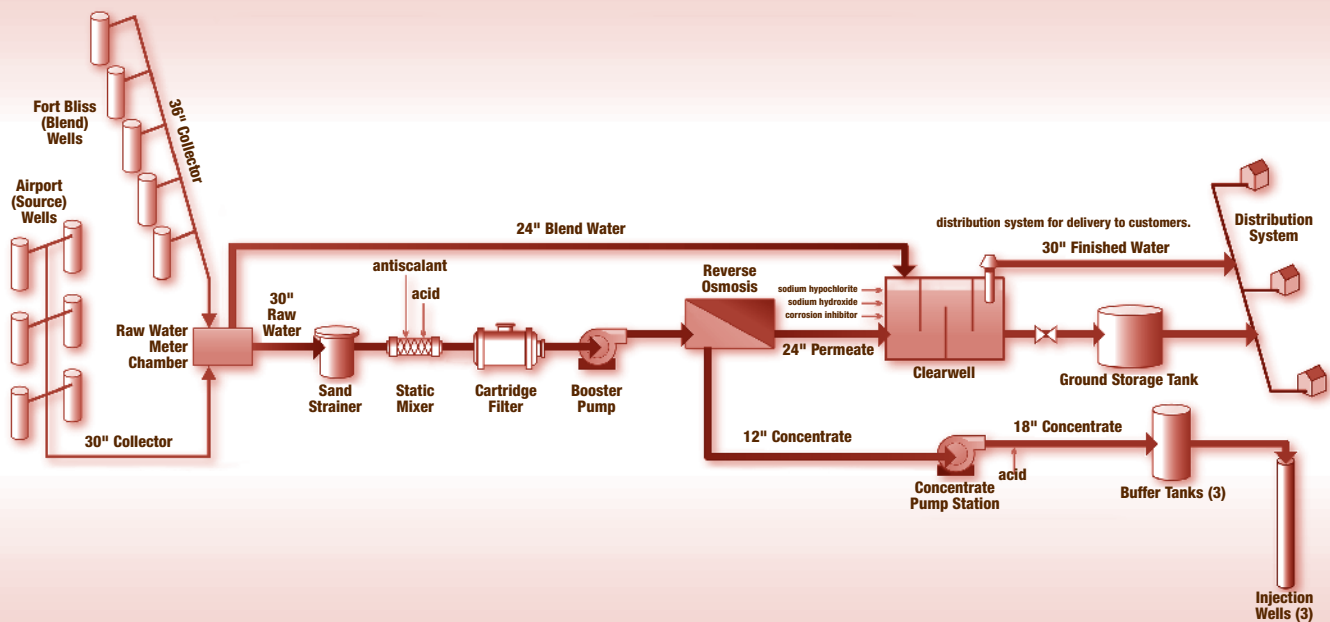 Fort Bliss
(Blend)
Wells
36" Collector
Airport
(Source)
Wells
30" Collector
Raw Water
Meter
Chamber
24" Blend Water
30"
Raw
Water
antiscalant
acid
Sand
Strainer
Static
Mixer
Cartridge
Filter
Booster
Pump
Reverse
Osmosis
24" Permeate
sodium hypochlorite
sodium hydroxide
corrosion inhibitor
Clearwell
distribution system for delivery to customers.
30" Finished Water
Distribution
System
Ground Storage Tank
12" Concentrate
Concentrate
Pump Station
18" Concentrate
acid
Buffer Tanks (3)
Injection
Wells (3)